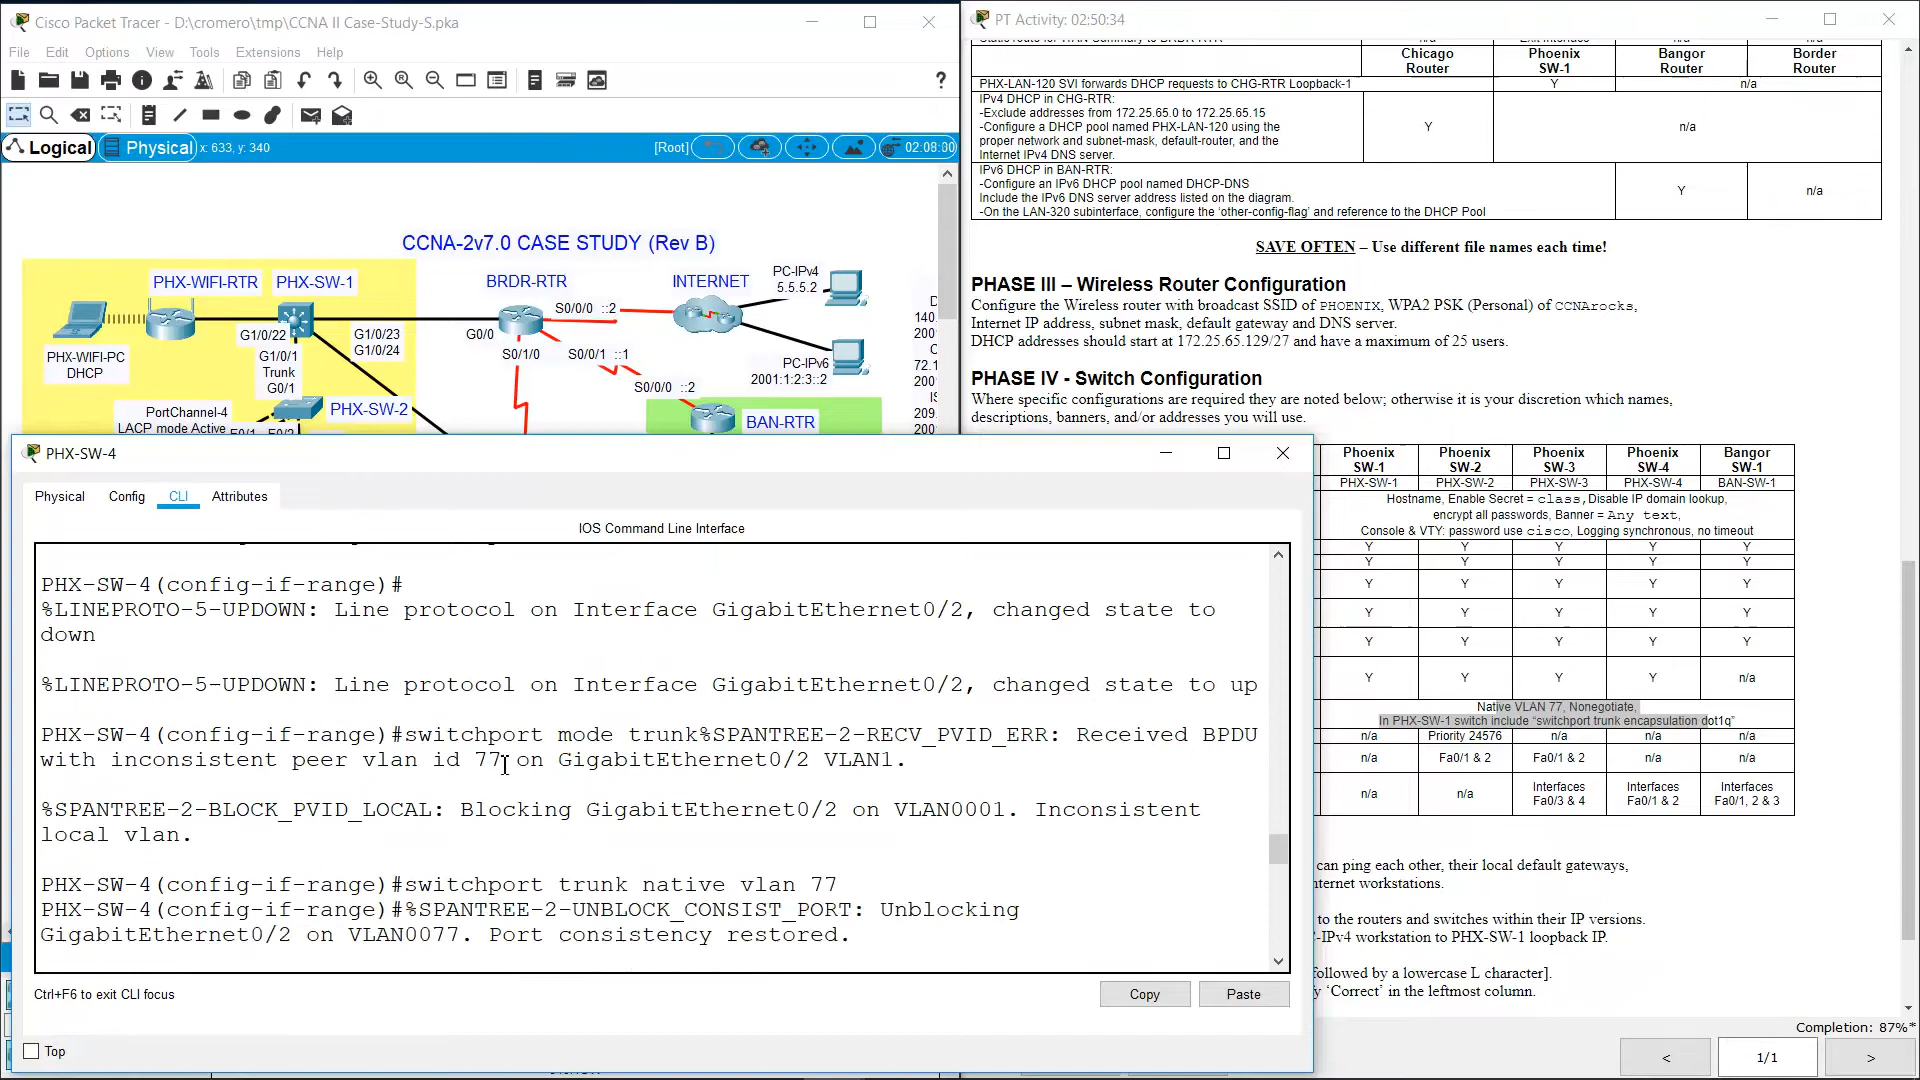 Cisco Packet Tracer - D:\cromero\tmp\CCNA II Case-Study-S.pka
File Edit Options View Tools Extensions Help
Logical
Physical
x: 633, y: 340
[Root]
02:08:30
CCNA-2v7.0 CASE STUDY (Rev B)
PHX-WIFI-RTR
PHX-SW-1
BRDR-RTR
INTERNET
PC-IPv4
5.5.5.2
S0/0/0 ::2
G1/0/22
G1/0/23
G1/0/24
G0/0
G1/0/1
Trunk
G0/1
PHX-WIFI-PC
DHCP
S0/1/0
S0/0/1 ::1
S0/0/0 ::2
PC-IPv6
2001:1:2:3::2
D
140.
2001
200
C
72.1
2001
200
IS
209.
PortChannel-4
LACP mode Active
PHX-SW-2
BAN-RTR
PHX-SW-4
Physical Config CLI Attributes
IOS Command Line Interface
PHX-SW-4(config-if-range)#
%LINEPROTO-5-UPDOWN: Line protocol on Interface GigabitEthernet0/2, changed state to
down
%LINEPROTO-5-UPDOWN: Line protocol on Interface GigabitEthernet0/2, changed state to up
PHX-SW-4(config-if-range)#switchport mode trunk%SPANTREE-2-RECV_PVID_ERR: Received BPDU
with inconsistent peer vlan id 77 on GigabitEthernet0/2 VLAN1.
%SPANTREE-2-BLOCK_PVID_LOCAL: Blocking GigabitEthernet0/2 on VLAN0001. Inconsistent
local vlan.
PHX-SW-4(config-if-range)#switchport trunk native vlan 77
PHX-SW-4(config-if-range)#%SPANTREE-2-UNBLOCK_CONSIST_PORT: Unblocking
GigabitEthernet0/2 on VLAN0077. Port consistency restored.
Ctrl+F6 to exit CLI focus
Copy
Paste
Top
PT Activity: 02:50:34
Chicago Router
Phoenix SW-1
Bangor Router
Border Router
PHX-LAN-120 SVI forwards DHCP requests to CHG-RTR Loopback-1 Y n/a
IPv4 DHCP in CHG-RTR:
-Exclude addresses from 172.25.65.0 to 172.25.65.15
-Configure a DHCP pool named PHX-LAN-120 using the
proper network and subnet-mask, default-router, and the
Internet IPv4 DNS server.
Y n/a
IPv6 DHCP in BAN-RTR:
-Configure an IPv6 DHCP pool named DHCP-DNS
Include the IPv6 DNS server address listed on the diagram.
-On the LAN-320 subinterface, configure the 'other-config-flag' and reference to the DHCP Pool
Y n/a
SAVE OFTEN – Use different file names each time!
PHASE III – Wireless Router Configuration
Configure the Wireless router with broadcast SSID of PHOENIX, WPA2 PSK (Personal) of CCNArocks,
Internet IP address, subnet mask, default gateway and DNS server.
DHCP addresses should start at 172.25.65.129/27 and have a maximum of 25 users.
PHASE IV - Switch Configuration
Where specific configurations are required they are noted below; otherwise it is your discretion which names,
descriptions, banners, and/or addresses you will use.
Phoenix SW-1
Phoenix SW-2
Phoenix SW-3
Phoenix SW-4
Bangor SW-1
PHX-SW-1 PHX-SW-2 PHX-SW-3 PHX-SW-4 BAN-SW-1
Hostname, Enable Secret = class, Disable IP domain lookup,
encrypt all passwords, Banner = Any text,
Console & VTY: password use cisco, Logging synchronous, no timeout
Y Y Y Y Y
Y Y Y Y Y
Y Y Y Y Y
Y Y Y Y Y
Y Y Y Y Y
Y Y Y Y n/a
Native VLAN 77, Nonegotiate,
In PHX-SW-1 switch include “switchport trunk encapsulation dot1q”
n/a Priority 24576 n/a n/a n/a
n/a Fa0/1 & 2 Fa0/1 & 2 n/a n/a
n/a n/a Interfaces Fa0/3 & 4 Interfaces Fa0/1 & 2 Interfaces Fa0/1, 2 & 3
can ping each other, their local default gateways,
nternet workstations.
to the routers and switches within their IP versions.
-IPv4 workstation to PHX-SW-1 loopback IP.
ollowed by a lowercase L character].
y ‘Correct’ in the leftmost column.
Completion: 87%*
< 1/1 >